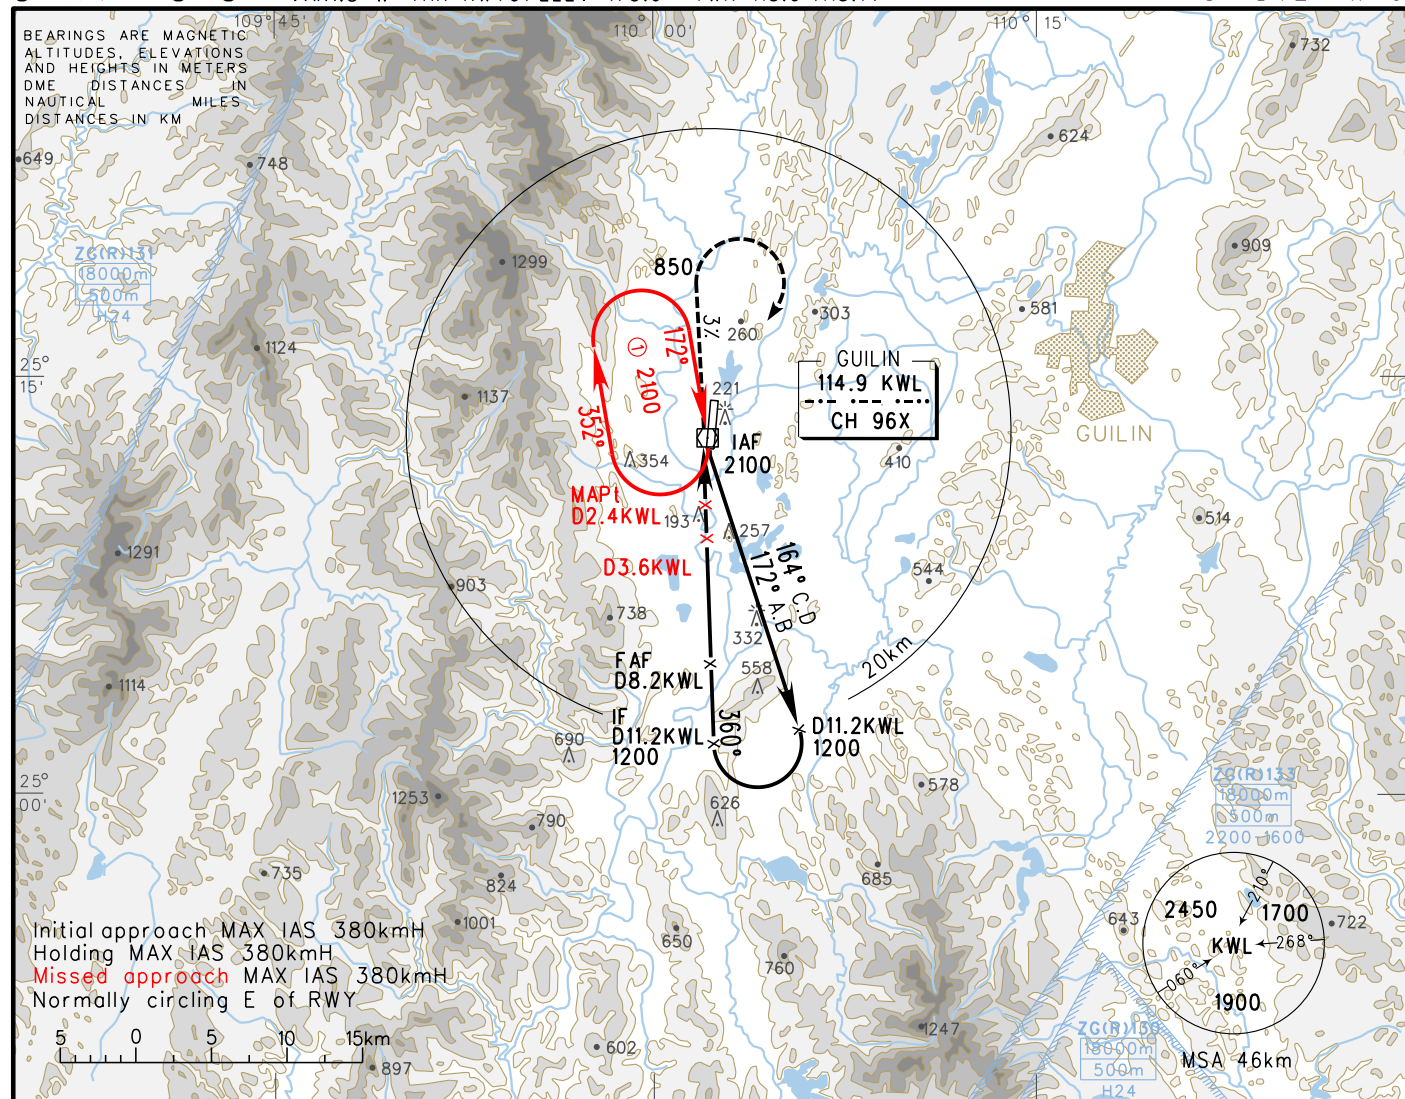 109°45'
110°00'
110°15'
BEARINGS ARE MAGNETIC
ALTITUDES, ELEVATIONS
AND HEIGHTS IN METERS
DME DISTANCES IN
NAUTICAL MILES
DISTANCES IN KM
732
624
649
748
ZG(R)131
18000m
500m
H24
1299
909
850
3%
260
303
581
172°
① 2100
352°
1124
25°
15'
1137
GUILIN
114.9 KWL
CH 96X
221
GUILIN
IAF
2100
410
354
MAPt
D2.4KWL
193
257
514
D3.6KWL
1291
903
544
164° C.D
172° A.B
738
332
20km
FAF
D8.2KWL
558
1114
IF
D11.2KWL
1200
360°
D11.2KWL
1200
690
25°
00'
1253
626
578
790
ZG(R)133
18000m
500m
2200-1600
735
824
685
1001
650
760
643
722
2450
210°
1700
KWL
268°
060°
1900
MSA 46km
Initial approach MAX IAS 380kmH
Holding MAX IAS 380kmH
Missed approach MAX IAS 380kmH
Normally circling E of RWY
5 0 5 10 15km
897
602
1247
18000m
500m
H24